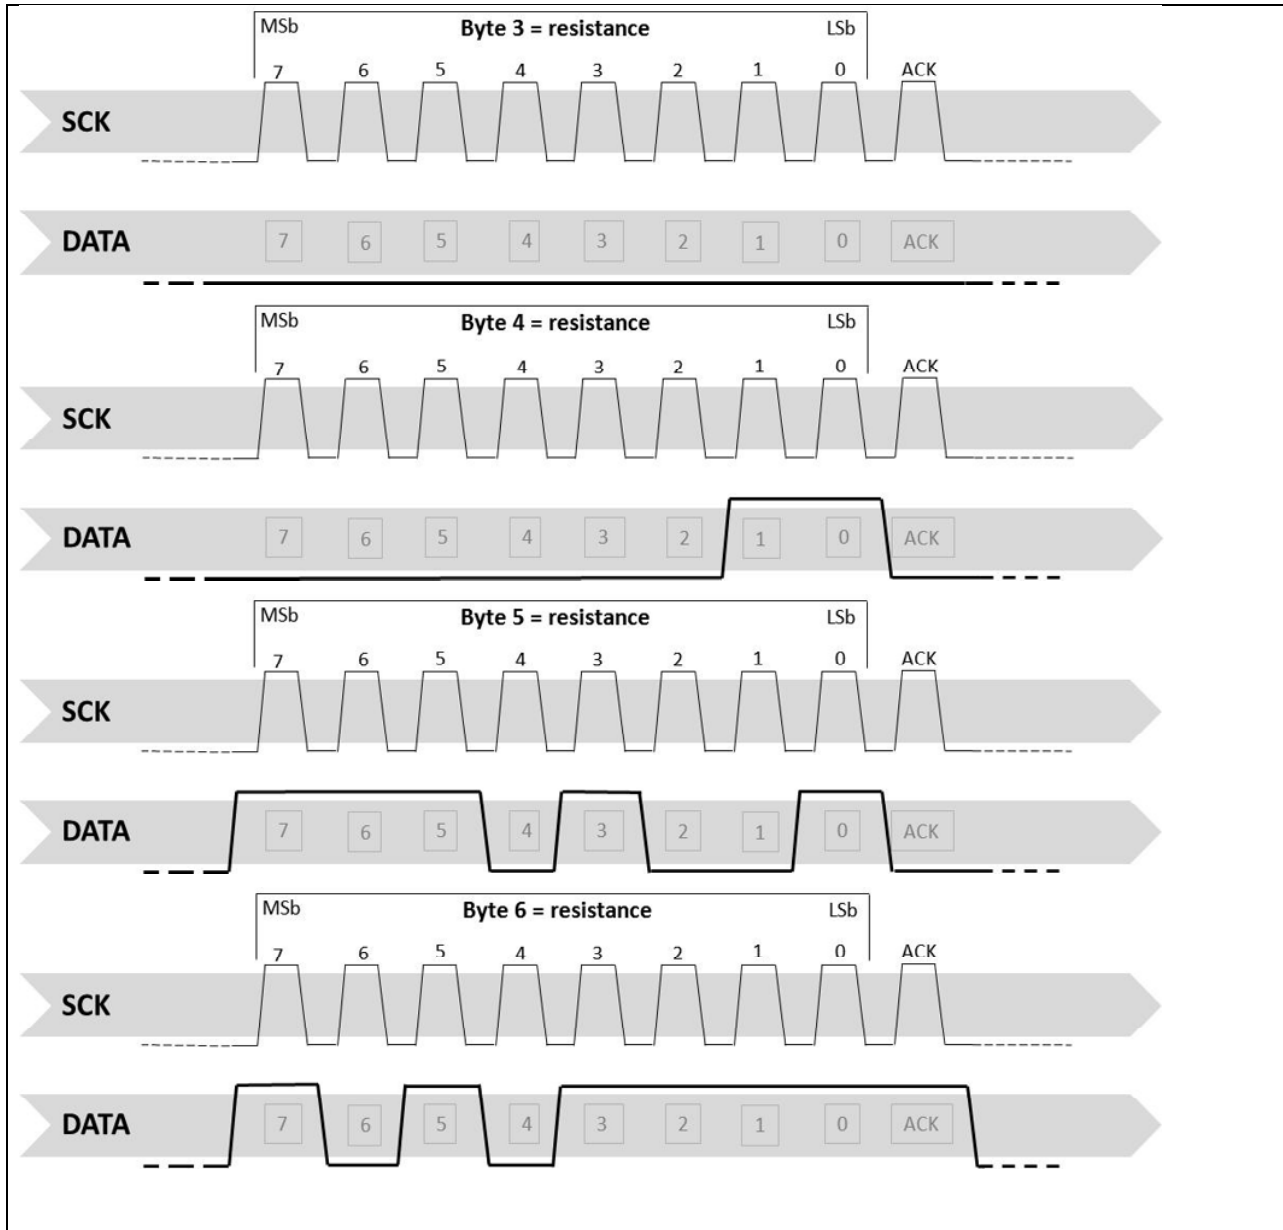 MSb Byte 3 = resistance LSb
7 6 5 4 3 2 1 0 ACK
SCK
DATA 7 6 5 4 3 2 1 0 ACK
MSb Byte 4 = resistance LSb
7 6 5 4 3 2 1 0 ACK
SCK
DATA 7 6 5 4 3 2 1 0 ACK
MSb Byte 5 = resistance LSb
7 6 5 4 3 2 1 0 ACK
SCK
DATA 7 6 5 4 3 2 1 0 ACK
MSb Byte 6 = resistance LSb
7 6 5 4 3 2 1 0 ACK
SCK
DATA 7 6 5 4 3 2 1 0 ACK